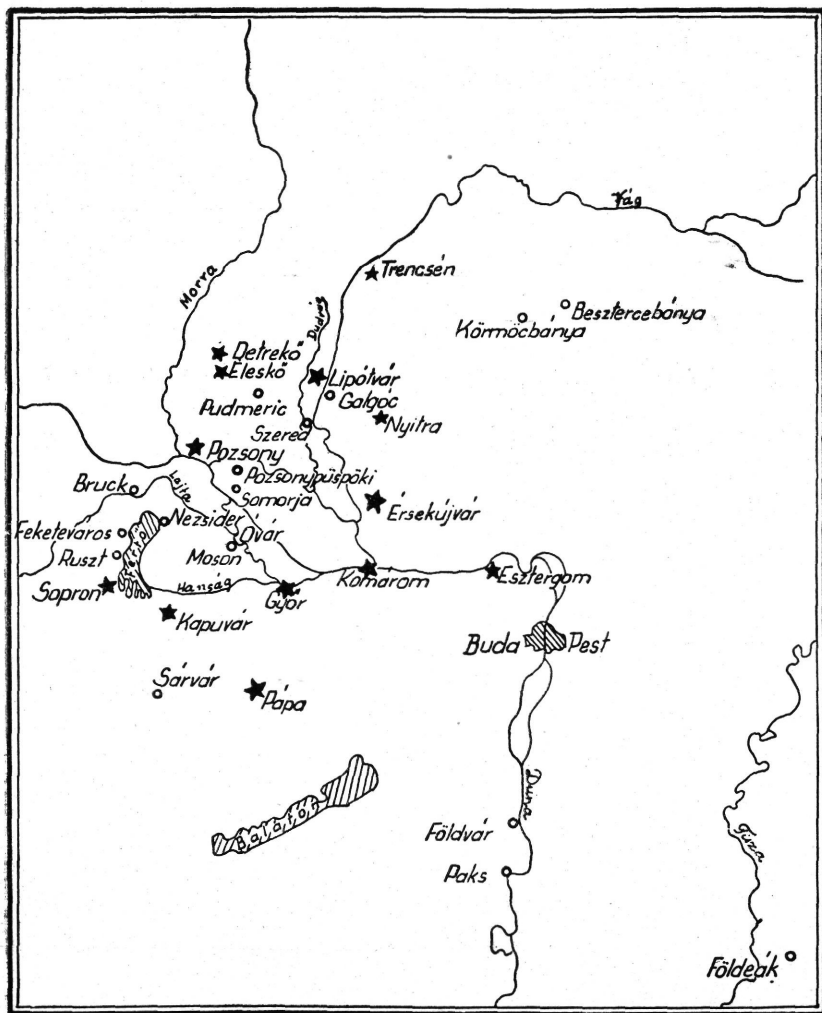 Vág
Morra
Trencsén
Dudvág
Besztercebánya
Körmöcbánya
Detrekő
Éleskő
Lipótvár
Pudmeric
Galgóc
Nyitra
Szered
Pozsony
Pozsonypüspöki
Lajta
Bruck
Somorja
Érsekújvár
Nezsider
Óvár
Feketeváros
Fertő
Moson
Ruszt
Sopron
Hanság
Győr
Komárom
Esztergom
Kapuvár
Buda
Pest
Sárvár
Pápa
Balaton
Duna
Földvár
Tisza
Paks
Földeák